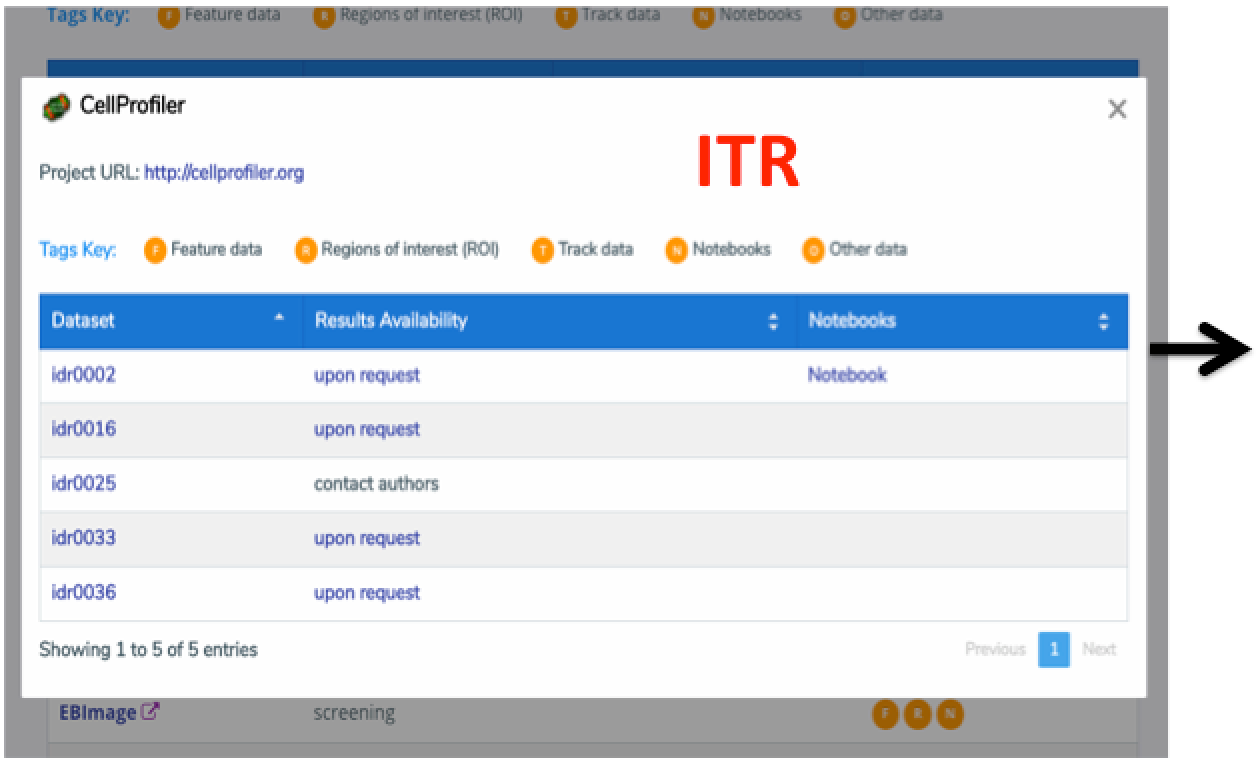 Tags Key: F Feature data R Regions of interest (ROI) T Track data N Notebooks O Other data
CellProfiler
ITR
Project URL: http://cellprofiler.org
Tags Key: F Feature data R Regions of interest (ROI) T Track data N Notebooks O Other data
Dataset Results Availability Notebooks
idr0002 upon request Notebook
idr0016 upon request
idr0025 contact authors
idr0033 upon request
idr0036 upon request
Showing 1 to 5 of 5 entries Previous 1 Next
EBImage screening F R N